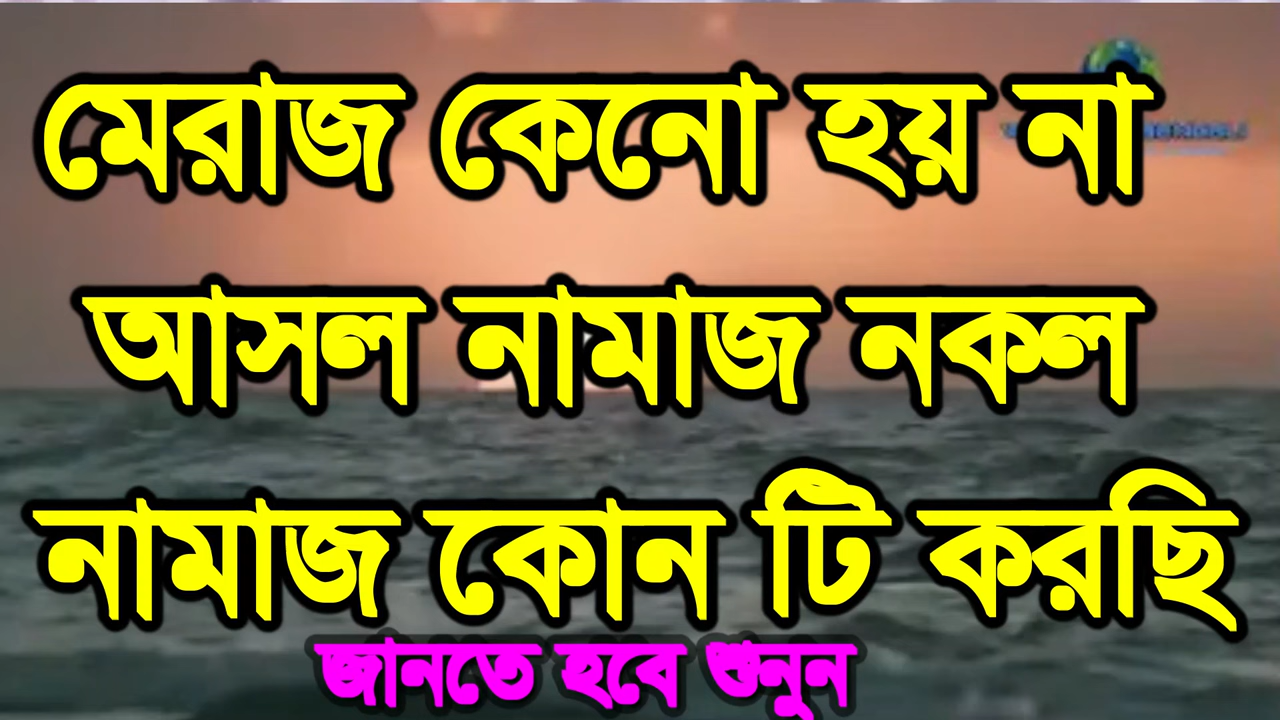 মেরাজ কেনো হয় না
আসল নামাজ নকল
নামাজ কোন টি করছি
জানতে হবে শুনুন